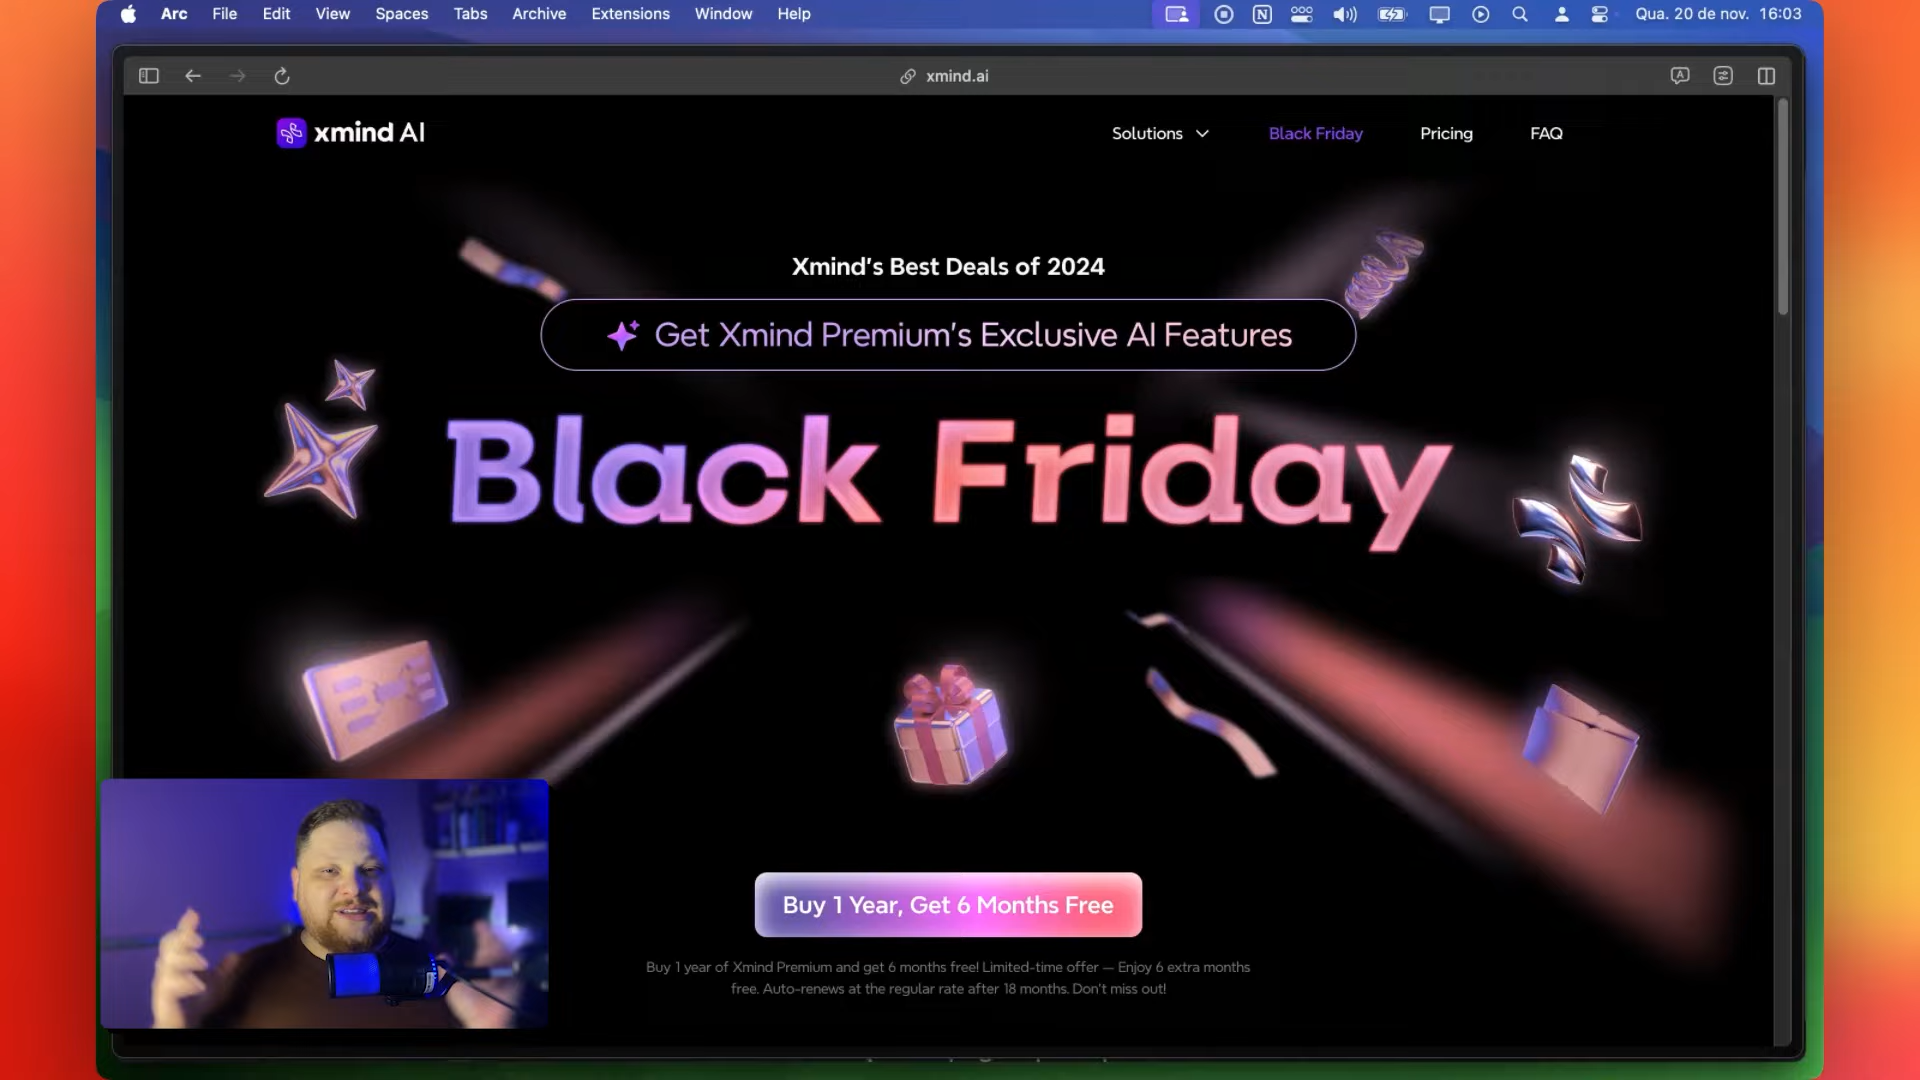 Arc File Edit View Spaces Tabs Archive Extensions Window Help Qua. 20 de nov. 16:03
xmind.ai
xmind AI
Solutions Black Friday Pricing FAQ
Xmind's Best Deals of 2024
Get Xmind Premium's Exclusive AI Features
Black Friday
Buy 1 Year, Get 6 Months Free
Buy 1 year of Xmind Premium and get 6 months free! Limited-time offer — Enjoy 6 extra months
free. Auto-renews at the regular rate after 18 months. Don't miss out!